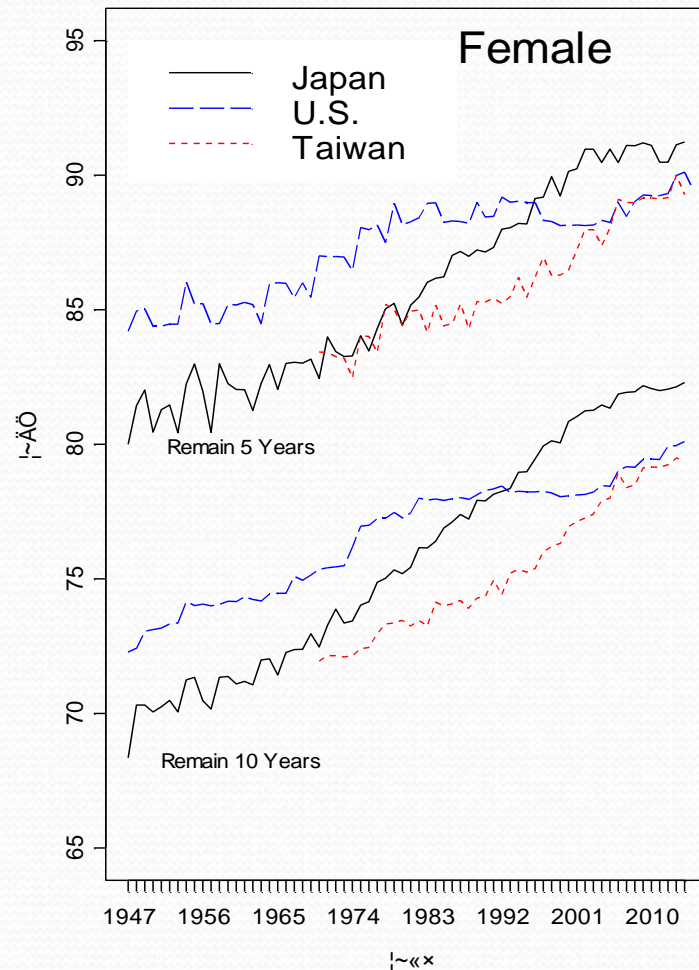 Female
Japan
U.S.
Taiwan
95
90
85
80
75
70
65
Remain 5 Years
Remain 10 Years
¦~ÄÖ
1947 1956 1965 1974 1983 1992 2001 2010
¦~«×